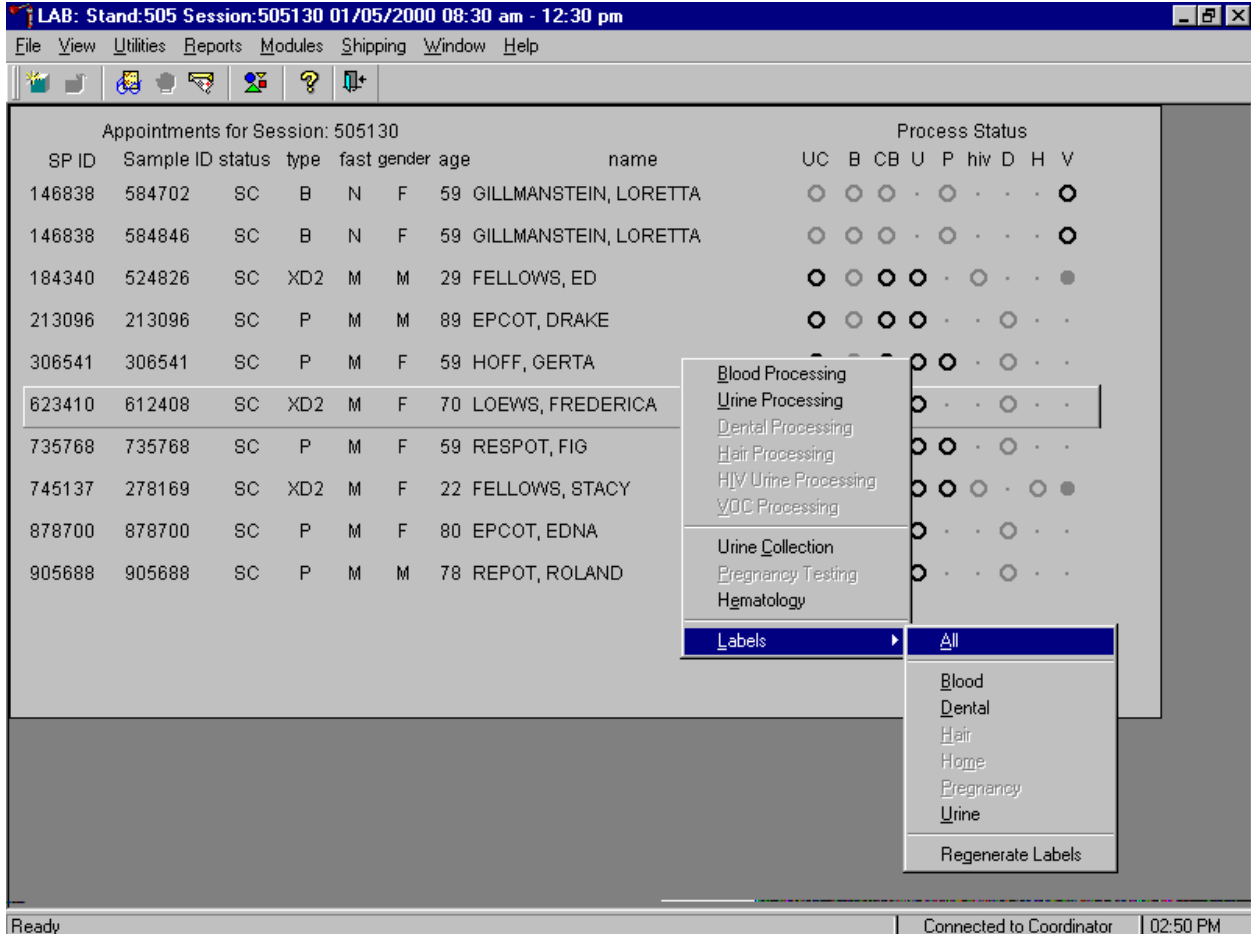 LAB: Stand:505 Session:505130 01/05/2000 08:30 am - 12:30 pm
File View Utilities Reports Modules Shipping Window Help
Appointments for Session: 505130 Process Status
SP ID Sample ID status type fast gender age name UC B CB U P hiv D H V
146838 584702 SC B N F 59 GILLMANSTEIN, LORETTA
146838 584846 SC B N F 59 GILLMANSTEIN, LORETTA
184340 524826 SC XD2 M M 29 FELLOWS, ED
213096 213096 SC P M M 89 EPCOT, DRAKE
306541 306541 SC P M F 59 HOFF, GERTA
623410 612408 SC XD2 M F 70 LOEWS, FREDERICA
735768 735768 SC P M F 59 RESPOT, FIG
745137 278169 SC XD2 M F 22 FELLOWS, STACY
878700 878700 SC P M F 80 EPCOT, EDNA
905688 905688 SC P M M 78 REPOT, ROLAND
Blood Processing
Urine Processing
Dental Processing
Hair Processing
HIV Urine Processing
VOC Processing
Urine Collection
Pregnancy Testing
Hematology
Labels
All
Blood
Dental
Hair
Home
Pregnancy
Urine
Regenerate Labels
Ready Connected to Coordinator 02:50 PM